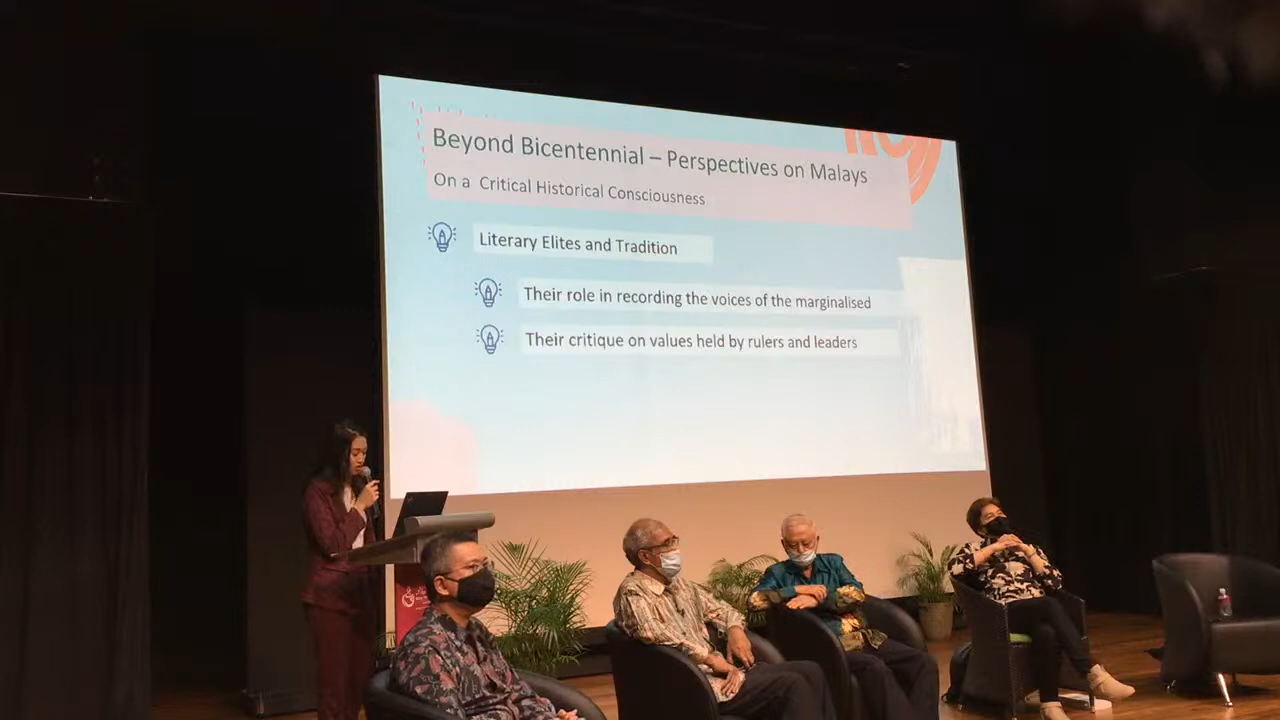 Beyond Bicentennial – Perspectives on Malays
On a Critical Historical Consciousness
Literary Elites and Tradition
Their role in recording the voices of the marginalised
Their critique on values held by rulers and leaders